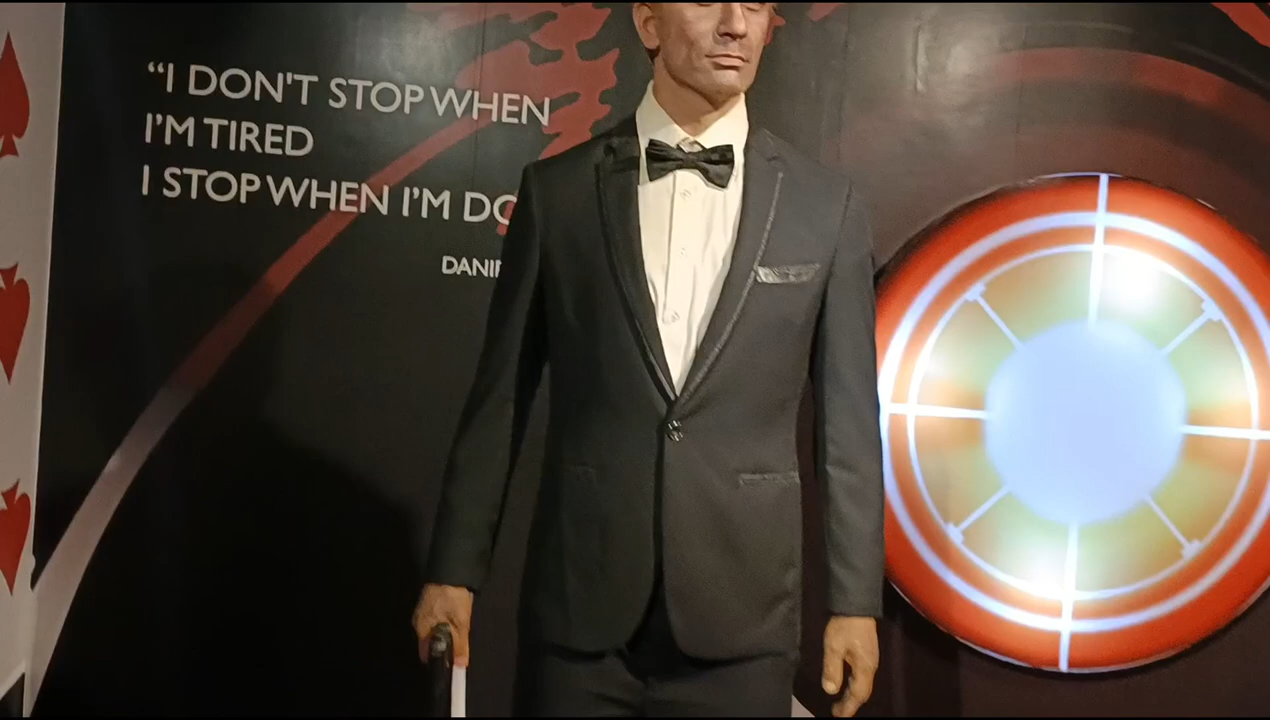 “I DON'T STOP WHEN
I'M TIRED
I STOP WHEN I'M